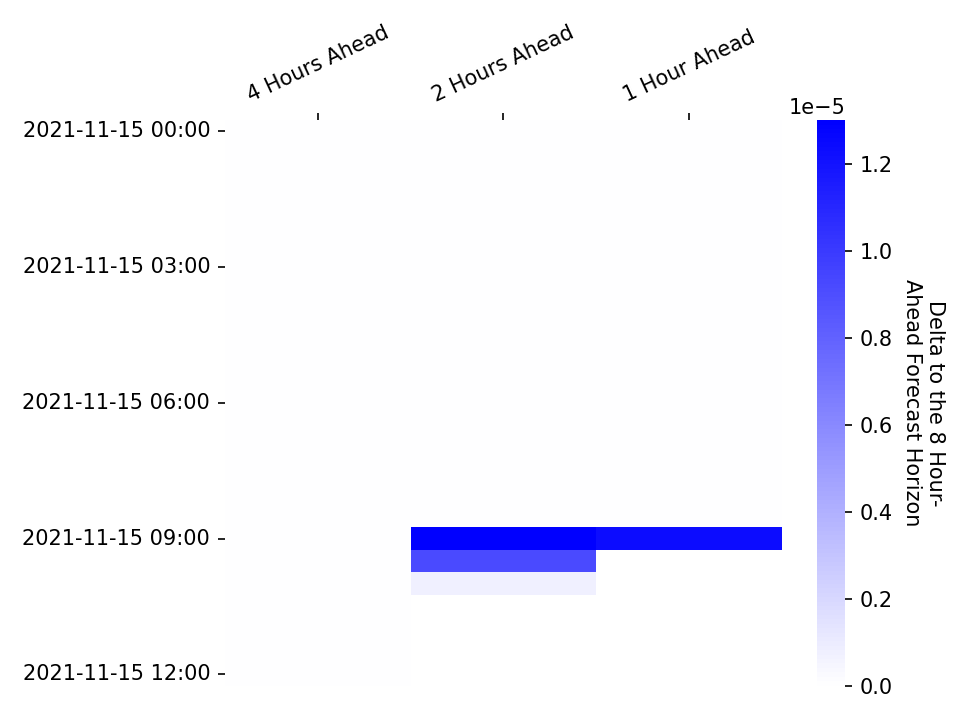 4 Hours Ahead
2 Hours Ahead
1 Hour Ahead
2021-11-15 00:00
2021-11-15 03:00
2021-11-15 06:00
2021-11-15 09:00
2021-11-15 12:00
1e−5
1.2
1.0
0.8
0.6
0.4
0.2
0.0
Delta to the 8 Hour-
Ahead Forecast Horizon